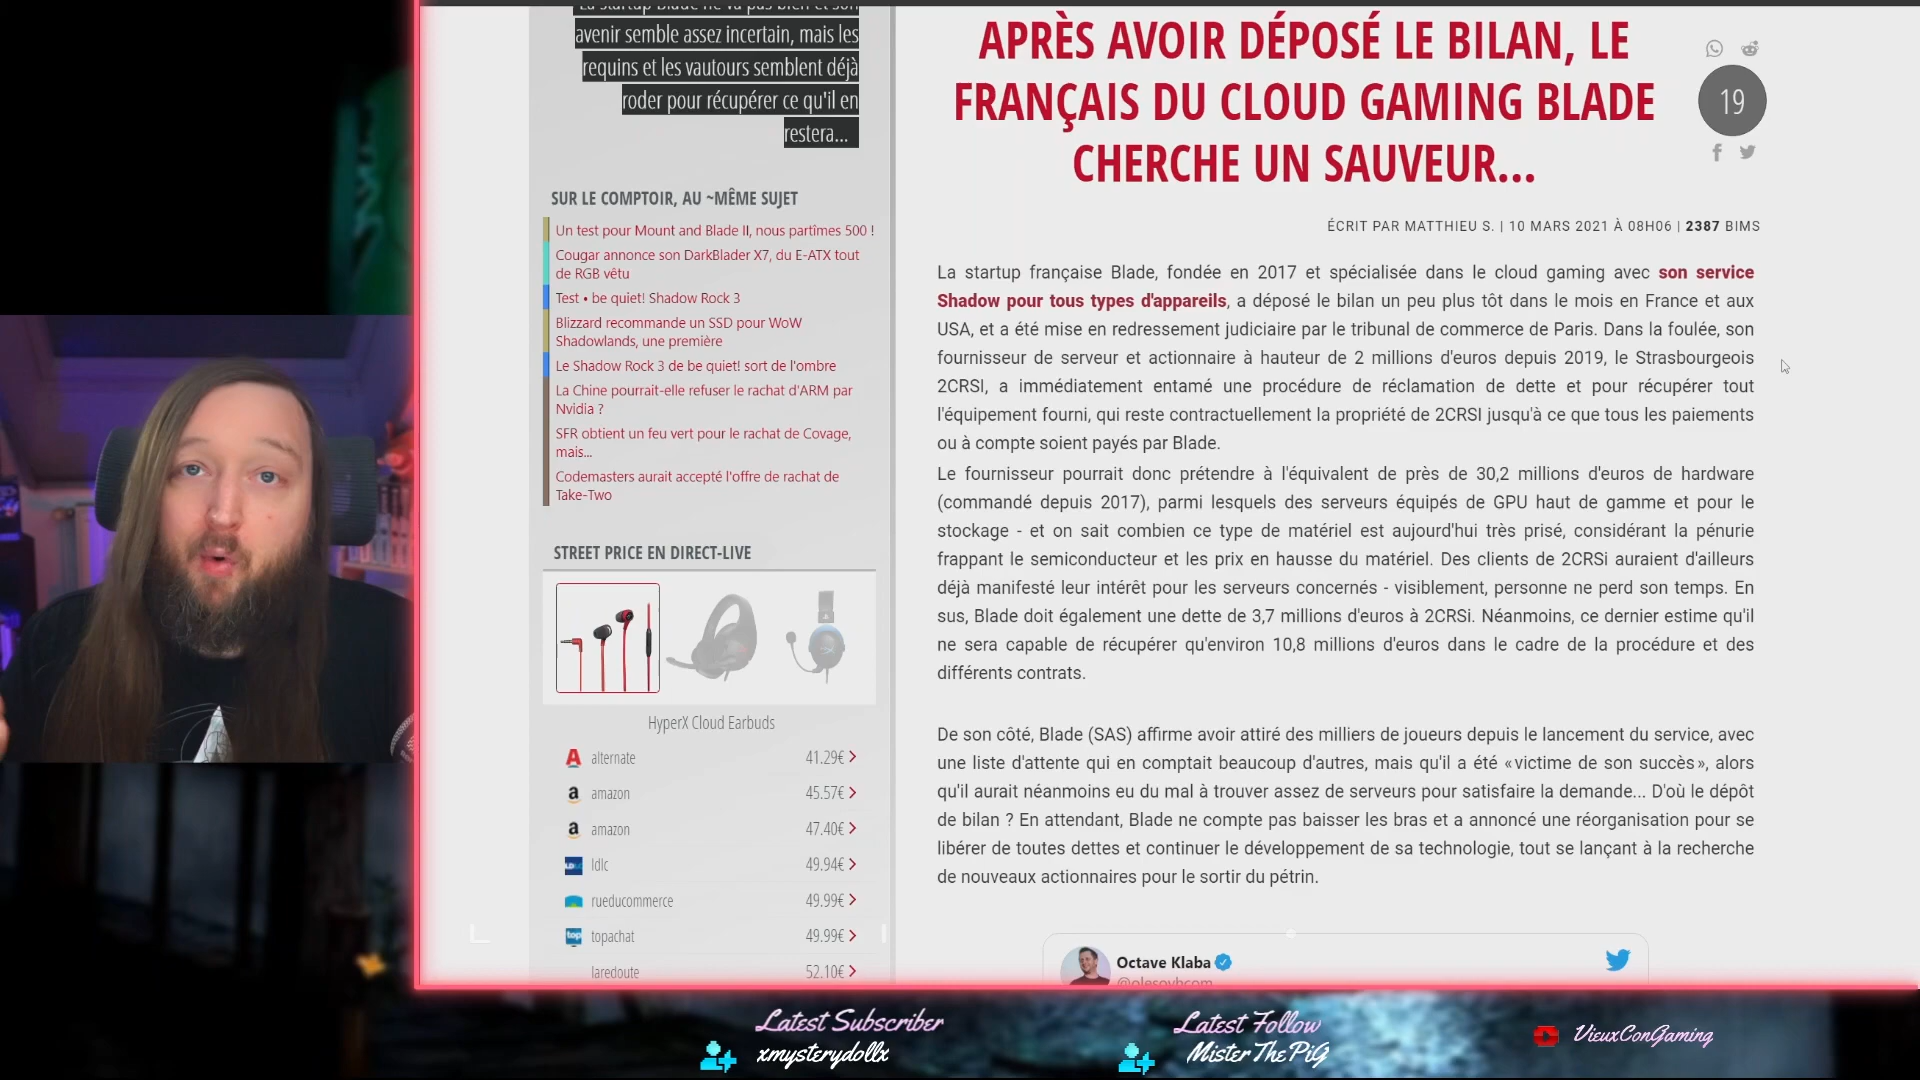 La startup Blade ne va pas bien et son
avenir semble assez incertain, mais les
requins et les vautours semblent déjà
roder pour récupérer ce qu'il en
restera...
SUR LE COMPTOIR, AU ~MÊME SUJET
Un test pour Mount and Blade II, nous partîmes 500 !
Cougar annonce son DarkBlader X7, du E-ATX tout
de RGB vêtu
Test • be quiet! Shadow Rock 3
Blizzard recommande un SSD pour WoW
Shadowlands, une première
Le Shadow Rock 3 de be quiet! sort de l'ombre
La Chine pourrait-elle refuser le rachat d'ARM par
Nvidia ?
SFR obtient un feu vert pour le rachat de Covage,
mais...
Codemasters aurait accepté l'offre de rachat de
Take-Two
STREET PRICE EN DIRECT-LIVE
HyperX Cloud Earbuds
alternate 41.29€
amazon 45.57€
amazon 47.40€
ldlc 49.94€
rueducommerce 49.99€
topachat 49.99€
laredoute 52.10€
APRÈS AVOIR DÉPOSÉ LE BILAN, LE
FRANÇAIS DU CLOUD GAMING BLADE
CHERCHE UN SAUVEUR...
19
ÉCRIT PAR MATTHIEU S. | 10 MARS 2021 À 08H06 | 2387 BIMS
La startup française Blade, fondée en 2017 et spécialisée dans le cloud gaming avec son service
Shadow pour tous types d'appareils, a déposé le bilan un peu plus tôt dans le mois en France et aux
USA, et a été mise en redressement judiciaire par le tribunal de commerce de Paris. Dans la foulée, son
fournisseur de serveur et actionnaire à hauteur de 2 millions d'euros depuis 2019, le Strasbourgeois
2CRSI, a immédiatement entamé une procédure de réclamation de dette et pour récupérer tout
l'équipement fourni, qui reste contractuellement la propriété de 2CRSI jusqu'à ce que tous les paiements
ou à compte soient payés par Blade.
Le fournisseur pourrait donc prétendre à l'équivalent de près de 30,2 millions d'euros de hardware
(commandé depuis 2017), parmi lesquels des serveurs équipés de GPU haut de gamme et pour le
stockage - et on sait combien ce type de matériel est aujourd'hui très prisé, considérant la pénurie
frappant le semiconducteur et les prix en hausse du matériel. Des clients de 2CRSi auraient d'ailleurs
déjà manifesté leur intérêt pour les serveurs concernés - visiblement, personne ne perd son temps. En
sus, Blade doit également une dette de 3,7 millions d'euros à 2CRSi. Néanmoins, ce dernier estime qu'il
ne sera capable de récupérer qu'environ 10,8 millions d'euros dans le cadre de la procédure et des
différents contrats.
De son côté, Blade (SAS) affirme avoir attiré des milliers de joueurs depuis le lancement du service, avec
une liste d'attente qui en comptait beaucoup d'autres, mais qu'il a été «victime de son succès», alors
qu'il aurait néanmoins eu du mal à trouver assez de serveurs pour satisfaire la demande... D'où le dépôt
de bilan ? En attendant, Blade ne compte pas baisser les bras et a annoncé une réorganisation pour se
libérer de toutes dettes et continuer le développement de sa technologie, tout se lançant à la recherche
de nouveaux actionnaires pour le sortir du pétrin.
Octave Klaba
@olesovhcom
Latest Subscriber
xmysterydollx
Latest Follow
MisterThePiG
VieuxConGaming